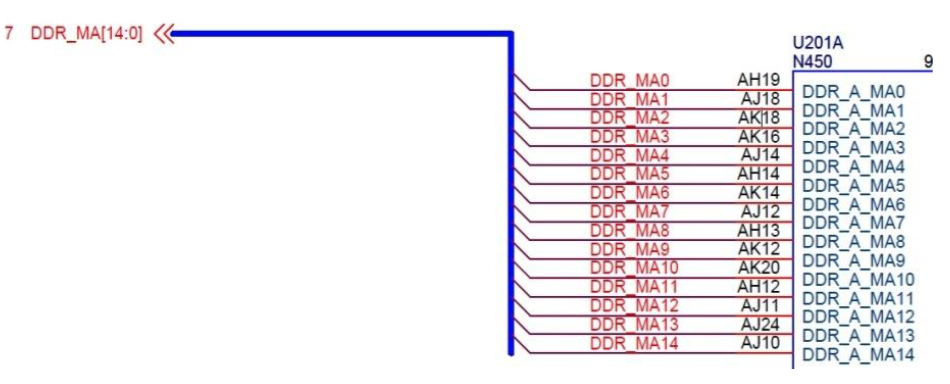 7 DDR_MA[14:0]
U201A
N450 9
DDR_MA0 AH19 DDR_A_MA0
DDR_MA1 AJ18 DDR_A_MA1
DDR_MA2 AK18 DDR_A_MA2
DDR_MA3 AK16 DDR_A_MA3
DDR_MA4 AJ14 DDR_A_MA4
DDR_MA5 AH14 DDR_A_MA5
DDR_MA6 AK14 DDR_A_MA6
DDR_MA7 AJ12 DDR_A_MA7
DDR_MA8 AH13 DDR_A_MA8
DDR_MA9 AK12 DDR_A_MA9
DDR_MA10 AK20 DDR_A_MA10
DDR_MA11 AH12 DDR_A_MA11
DDR_MA12 AJ11 DDR_A_MA12
DDR_MA13 AJ24 DDR_A_MA13
DDR_MA14 AJ10 DDR_A_MA14